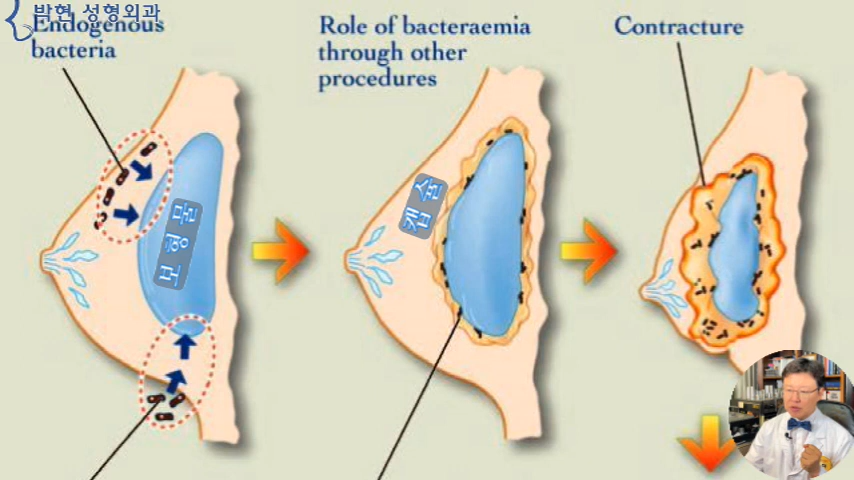 박현 성형외과
Endogenous
bacteria
Role of bacteraemia
through other
procedures
Contracture
보형물
캡슐